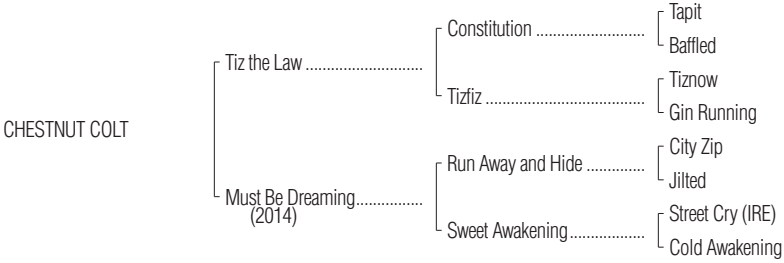 CHESTNUT COLT
Tiz the Law ............................
Constitution ..........................
Tapit
Baffled
Tizfiz ......................................
Tiznow
Gin Running
Must Be Dreaming................
(2014)
Run Away and Hide ..............
City Zip
Jilted
Sweet Awakening..................
Street Cry (IRE)
Cold Awakening